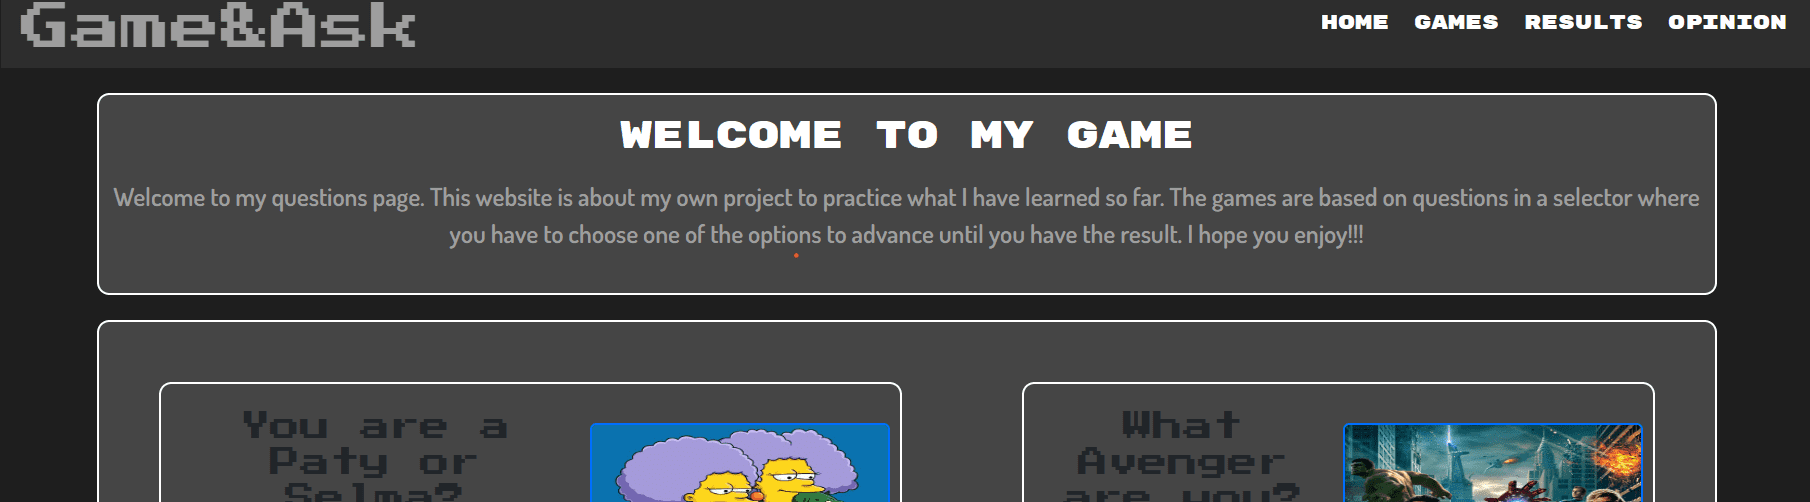 Game&Ask
HOME GAMES RESULTS OPINION
WELCOME TO MY GAME
Welcome to my questions page. This website is about my own project to practice what I have learned so far. The games are based on questions in a selector where
you have to choose one of the options to advance until you have the result. I hope you enjoy!!!
You are a
Paty or
Selma?
What
Avenger
are you?